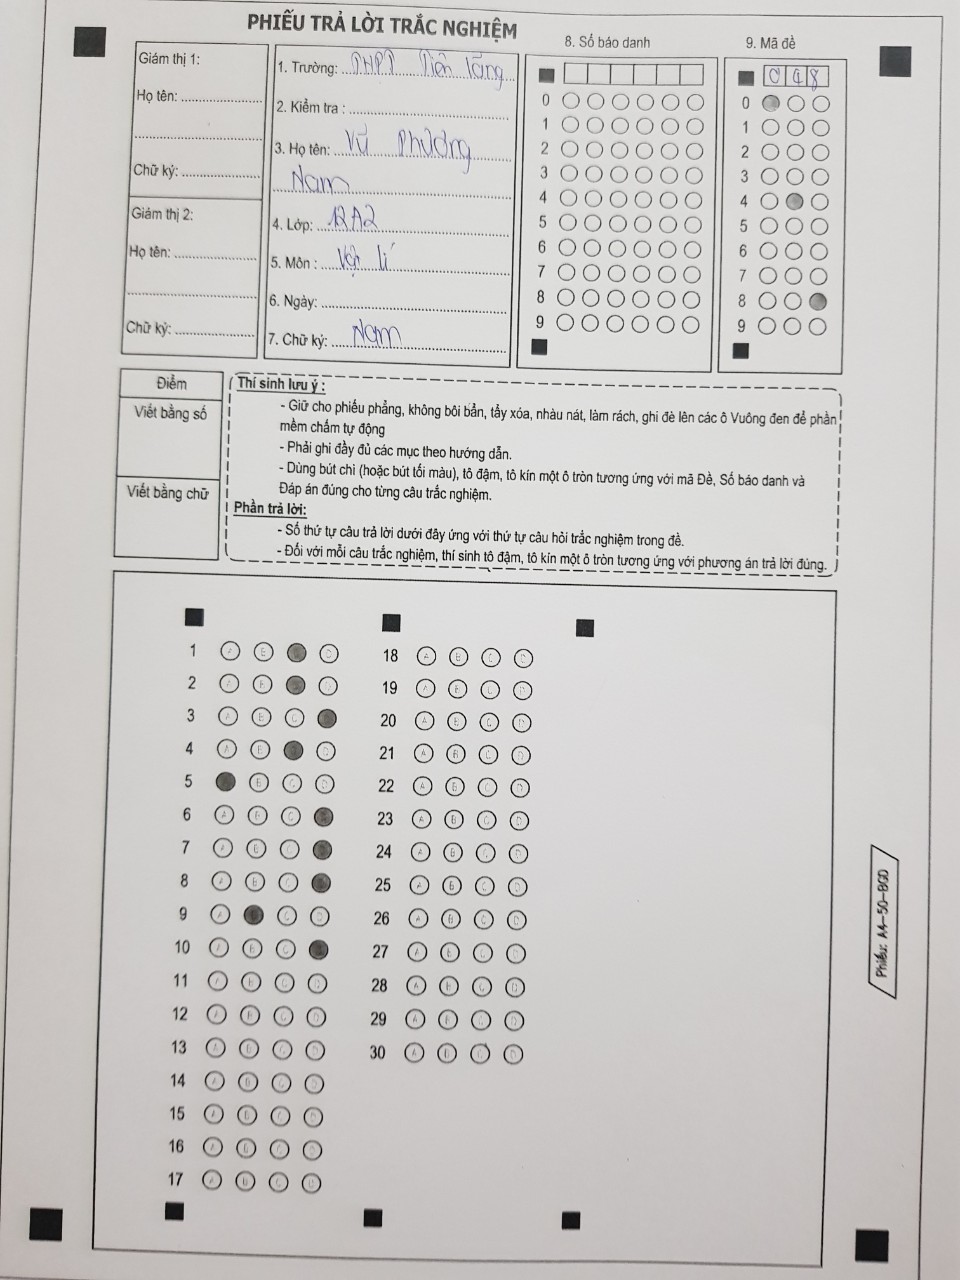 PHIẾU TRẢ LỜI TRẮC NGHIỆM
Giám thị 1:
Họ tên:
Chữ ký:
Giám thị 2:
Họ tên:
Chữ ký:
1. Trường: THPT Tiên Lãng
2. Kiểm tra :
3. Họ tên: Vũ Phương
Nam
4. Lớp: 12A2
5. Môn : Vật lí
6. Ngày:
7. Chữ ký: Nam
8. Số báo danh
0
1
2
3
4
5
6
7
8
9
9. Mã đề
0 4 8
0
1
2
3
4
5
6
7
8
9
Điểm
Viết bằng số
Viết bằng chữ
Thí sinh lưu ý :
- Giữ cho phiếu phẳng, không bôi bẩn, tẩy xóa, nhàu nát, làm rách, ghi đè lên các ô Vuông đen để phần
mềm chấm tự động
- Phải ghi đầy đủ các mục theo hướng dẫn.
- Dùng bút chì (hoặc bút tối màu), tô đậm, tô kín một ô tròn tương ứng với mã Đề, Số báo danh và
Đáp án đúng cho từng câu trắc nghiệm.
Phần trả lời:
- Số thứ tự câu trả lời dưới đây ứng với thứ tự câu hỏi trắc nghiệm trong đề.
- Đối với mỗi câu trắc nghiệm, thí sinh tô đậm, tô kín một ô tròn tương ứng với phương án trả lời đúng.
1 A B D
2 A B D
3 A B C
4 A B D
5 B C D
6 A B C
7 A B C
8 A B C
9 A C D
10 A B C
11 A B C D
12 A B C D
13 A B C D
14 A B C D
15 A B C D
16 A B C D
17 A B C D
18 A B C D
19 A B C D
20 A B C D
21 A B C D
22 A B C D
23 A B C D
24 A B C D
25 A B C D
26 A B C D
27 A B C D
28 A B C D
29 A B C D
30 A B C D
Phiếu: A4-50-BGD